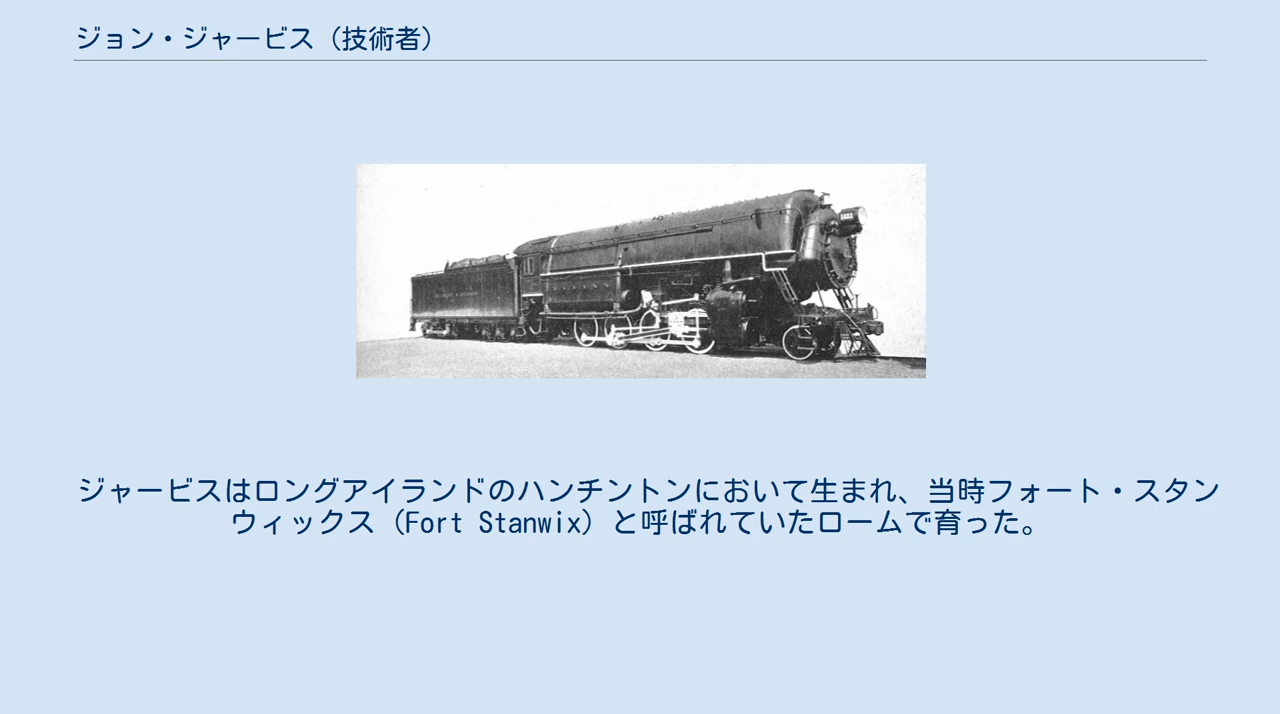 ジョン・ジャービス（技術者）
ジャービスはロングアイランドのハンチントンにおいて生まれ、当時フォート・スタン
ウィックス（Fort Stanwix）と呼ばれていたロームで育った。